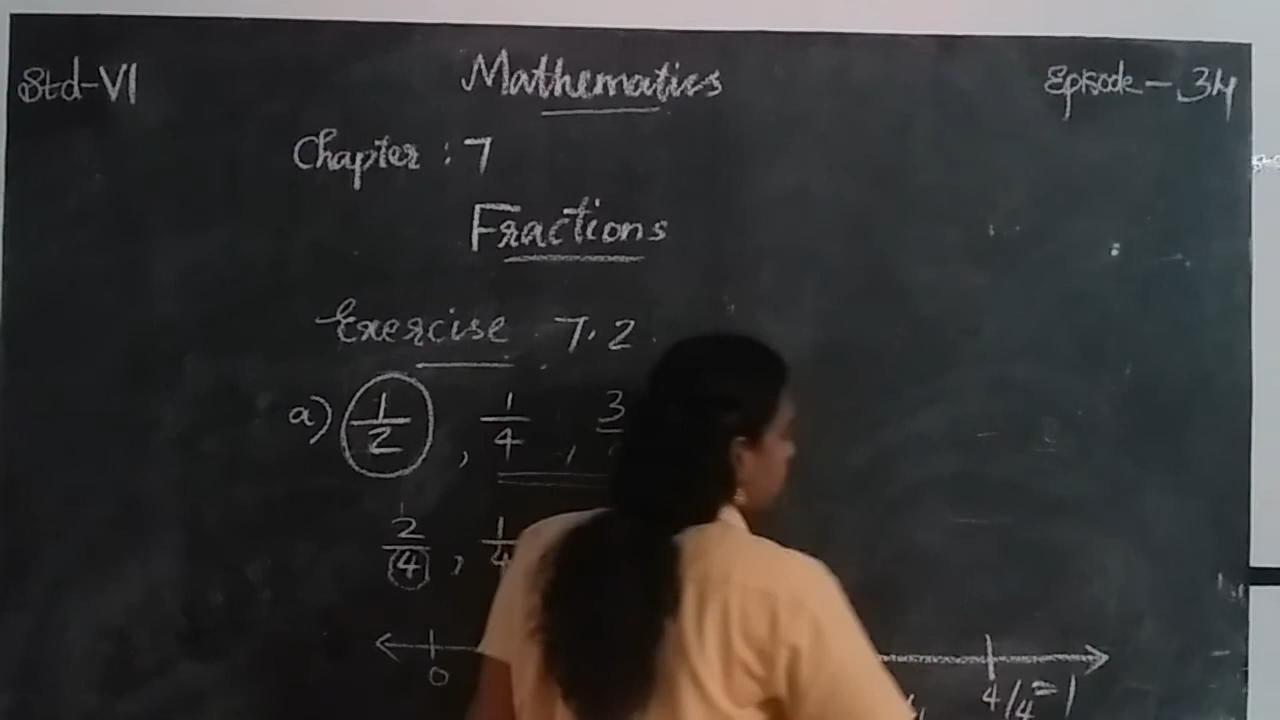 Std-VI Mathematics Episode-34
Chapter : 7
Fractions
Exercise 7.2
a) 1/2 , 1/4 , 3
2/4 , 1/4
0 4/4=1